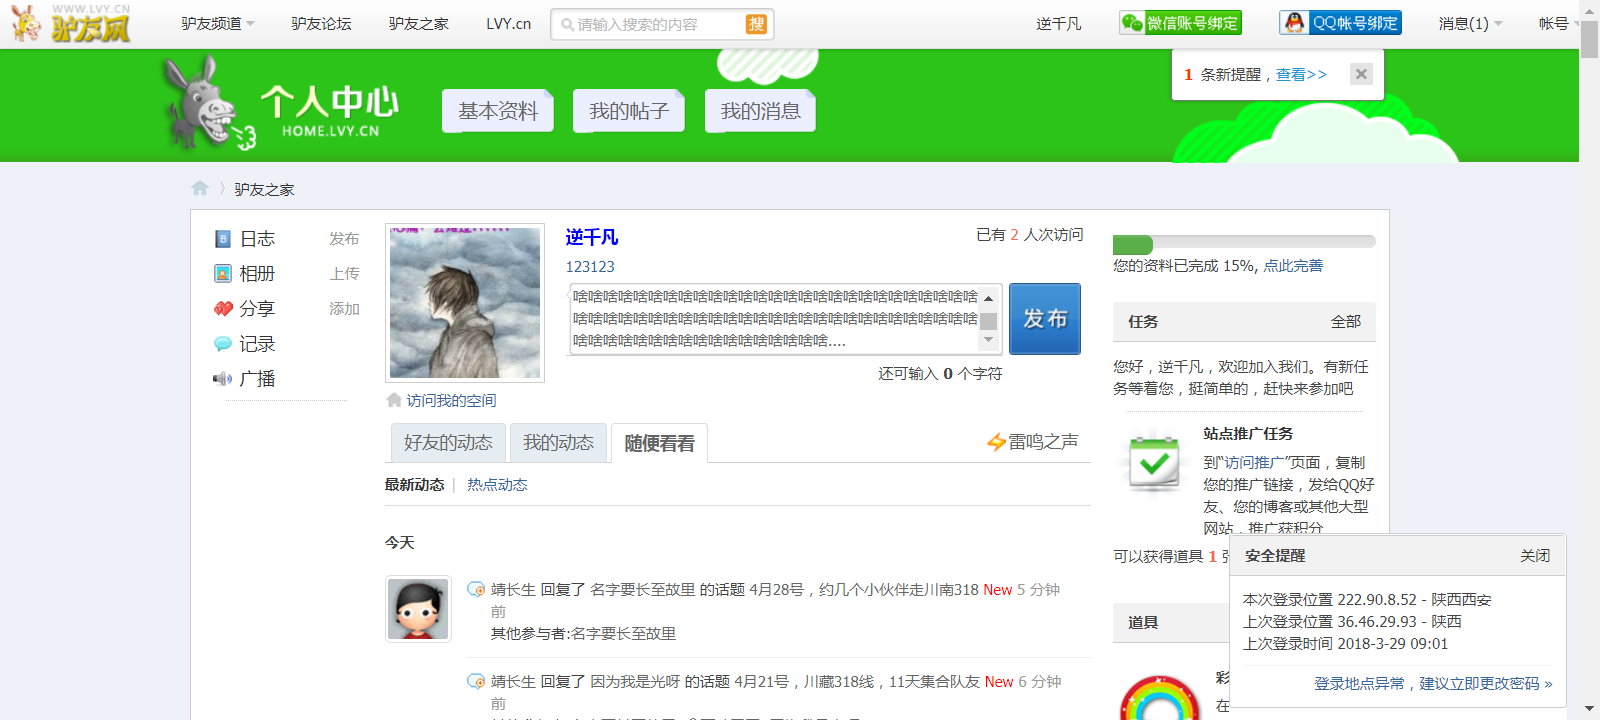 WWW.LVY.CN
驴友网
驴友频道
驴友论坛
驴友之家
LVY.cn
请输入搜索的内容
搜
逆千凡
微信账号绑定
QQ帐号绑定
消息(1)
帐号
个人中心
HOME.LVY.CN
基本资料
我的帖子
我的消息
1 条新提醒，查看>>
驴友之家
日志 发布
相册 上传
分享 添加
记录
广播
逆千凡
已有 2 人次访问
123123
啥啥啥啥啥啥啥啥啥啥啥啥啥啥啥啥啥啥啥啥啥啥啥啥啥啥啥
啥啥啥啥啥啥啥啥啥啥啥啥啥啥啥啥啥啥啥啥啥啥啥啥啥啥啥
啥啥啥啥啥啥啥啥啥啥啥啥啥啥啥啥啥....
发布
还可输入 0 个字符
访问我的空间
好友的动态
我的动态
随便看看
雷鸣之声
最新动态 | 热点动态
今天
靖长生 回复了 名字要长至故里 的话题 4月28号，约几个小伙伴走川南318 New 5 分钟
前
其他参与者:名字要长至故里
靖长生 回复了 因为我是光呀 的话题 4月21号，川藏318线，11天集合队友 New 6 分钟
前
您的资料已完成 15%, 点此完善
任务 全部
您好，逆千凡，欢迎加入我们。有新任
务等着您，挺简单的，赶快来参加吧
站点推广任务
到“访问推广”页面，复制
您的推广链接，发给QQ好
友、您的博客或其他大型
网站，推广获积分
可以获得道具 1
道具
彩
在
安全提醒 关闭
本次登录位置 222.90.8.52 - 陕西西安
上次登录位置 36.46.29.93 - 陕西
上次登录时间 2018-3-29 09:01
登录地点异常，建议立即更改密码 »